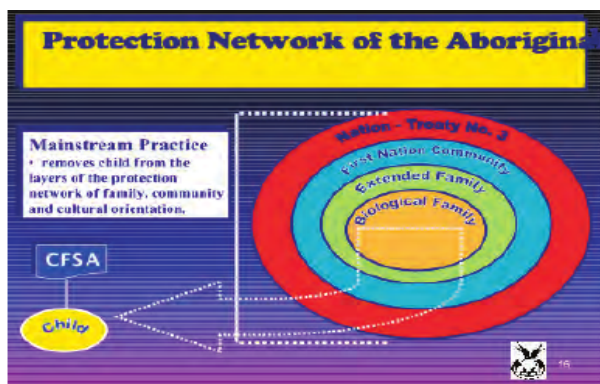 Protection Network of the Aboriginal
Mainstream Practice
• removes child from the
layers of the protection
network of family, community
and cultural orientation.
Nation - Treaty No. 3
First Nation Community
Extended Family
Biological Family
CFSA
Child
16